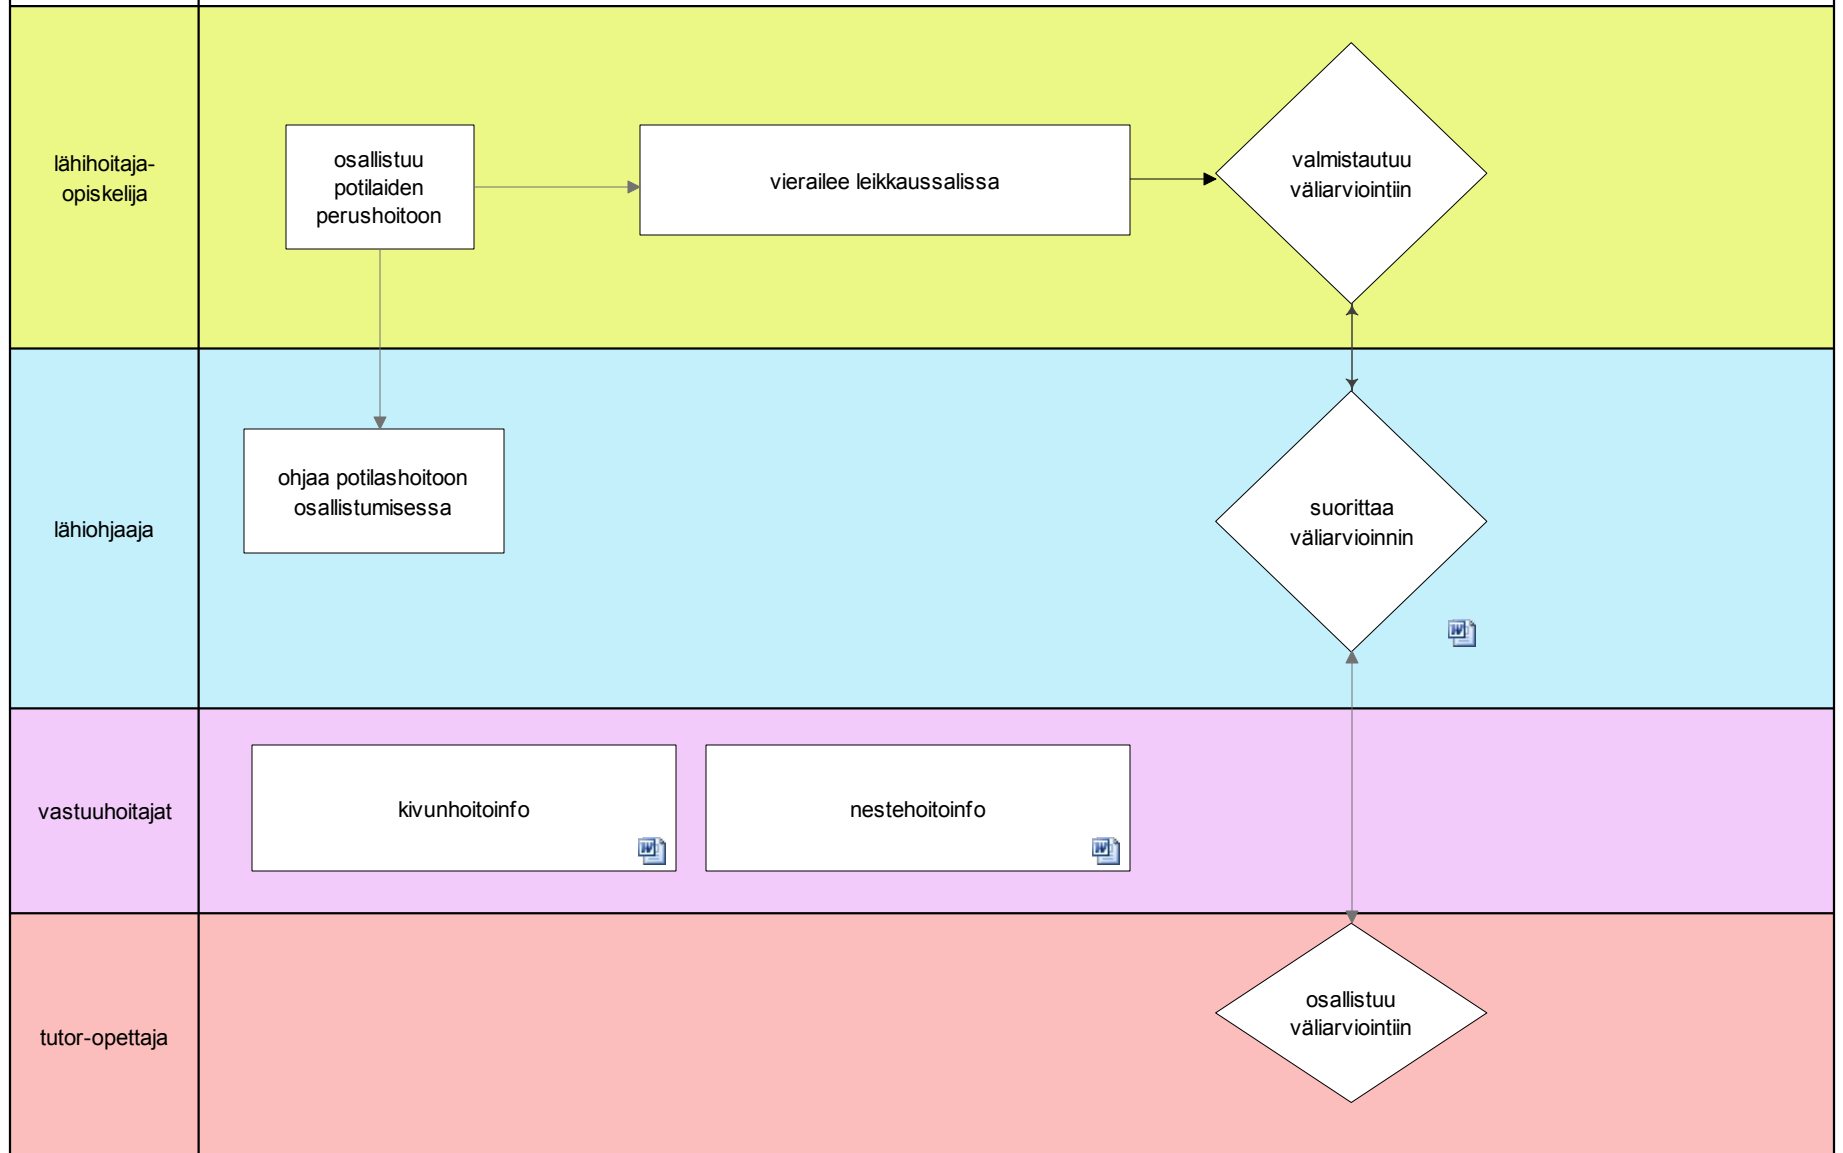 lähihoitaja-
opiskelija
osallistuu
potilaiden
perushoitoon
vierailee leikkaussalissa
valmistautuu
väliarviointiin
lähiohjaaja
ohjaa potilashoitoon
osallistumisessa
suorittaa
väliarvioinnin
W
vastuuhoitajat
kivunhoitoinfo
W
nestehoitoinfo
W
tutor-opettaja
osallistuu
väliarviointiin